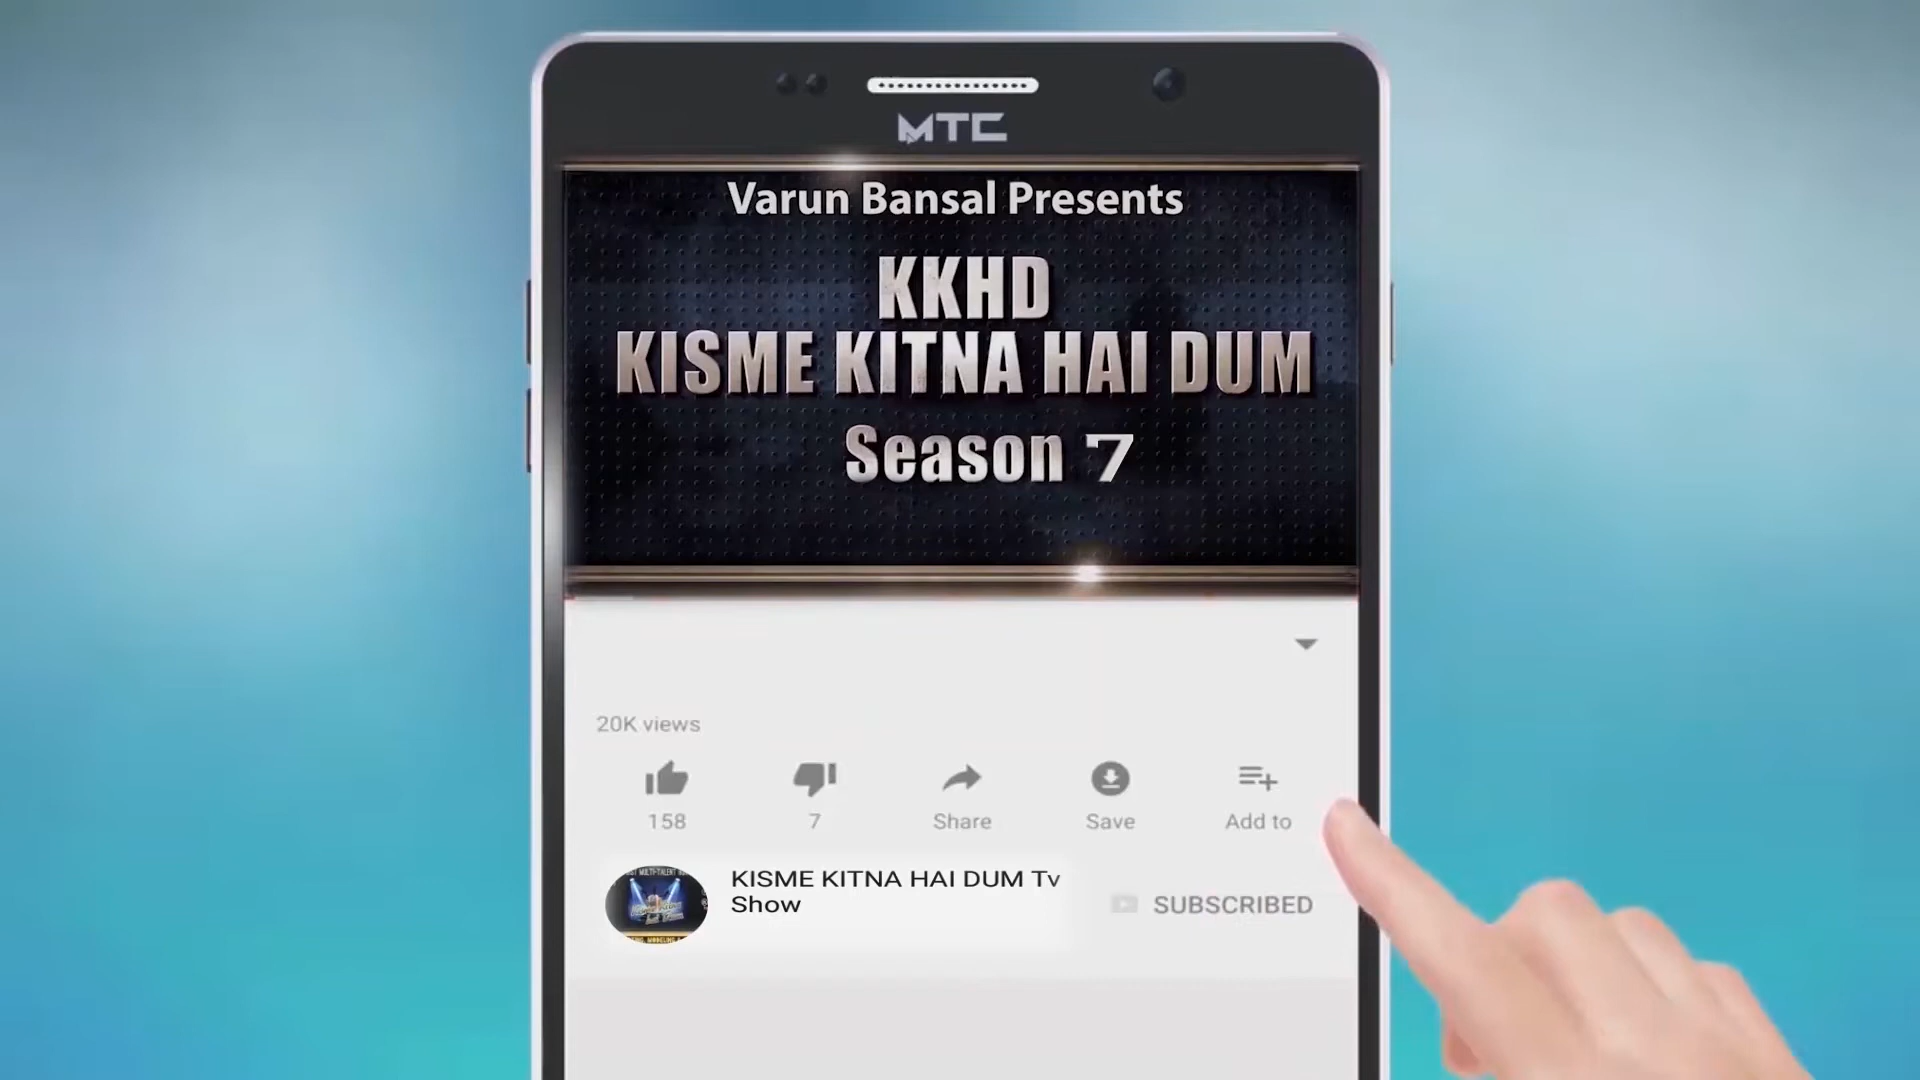 MTC
Varun Bansal Presents
KKHD
KISME KITNA HAI DUM
Season 7
20K views
158
7
Share
Save
Add to
KISME KITNA HAI DUM Tv
Show
SUBSCRIBED